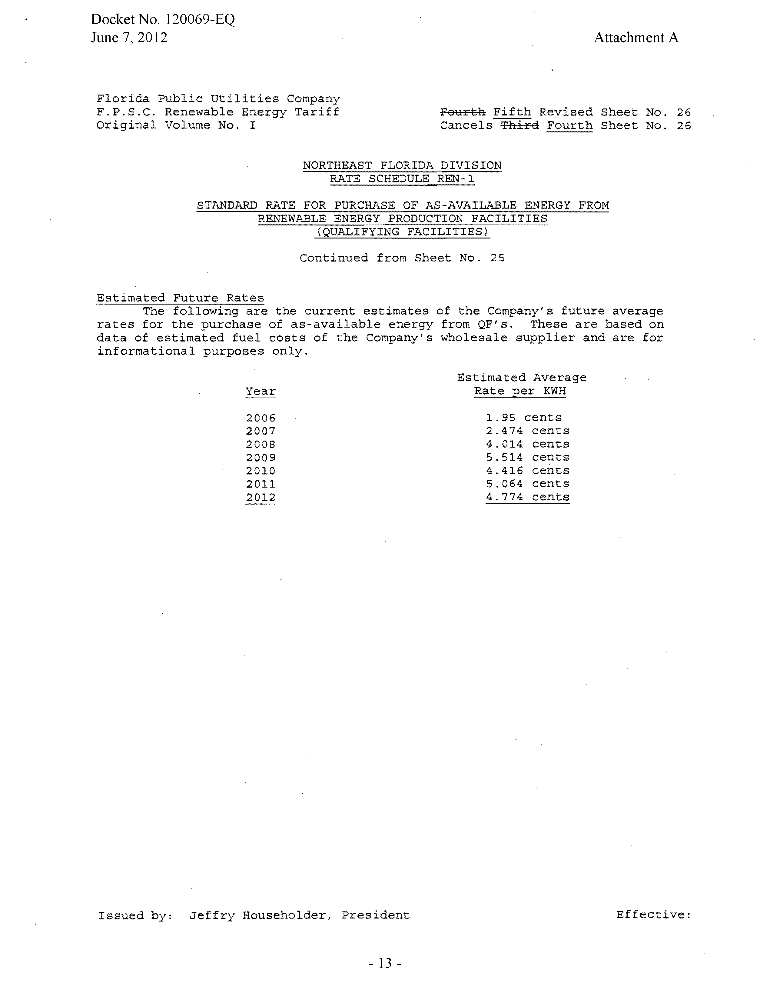 Docket No. 120069-EQ
June 7, 2012
Attachment A
Florida Public Utilities Company
F.P.S.C. Renewable Energy Tariff
Original Volume No. I
Fourth Fifth Revised Sheet No. 26
Cancels Third Fourth Sheet No. 26
NORTHEAST FLORIDA DIVISION
RATE SCHEDULE REN-1
STANDARD RATE FOR PURCHASE OF AS-AVAILABLE ENERGY FROM
RENEWABLE ENERGY PRODUCTION FACILITIES
(QUALIFYING FACILITIES)
Continued from Sheet No. 25
Estimated Future Rates
The following are the current estimates of the Company's future average
rates for the purchase of as-available energy from QF's. These are based on
data of estimated fuel costs of the Company's wholesale supplier and are for
informational purposes only.
Estimated Average
Year Rate per KWH
2006 1.95 cents
2007 2.474 cents
2008 4.014 cents
2009 5.514 cents
2010 4.416 cents
2011 5.064 cents
2012 4.774 cents
Issued by: Jeffry Householder, President Effective:
- 13 -